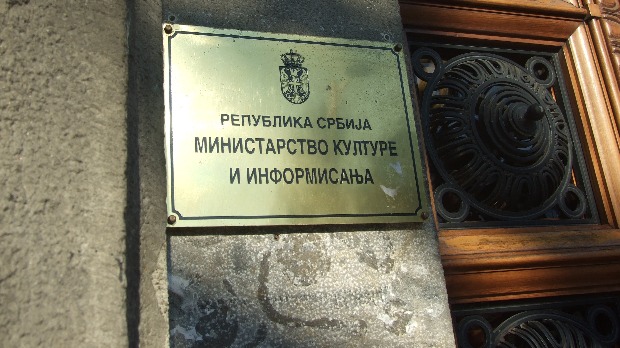 РЕПУБЛИКА СРБИЈА
МИНИСТАРСТВО КУЛТУРЕ
И ИНФОРМИСАЊА